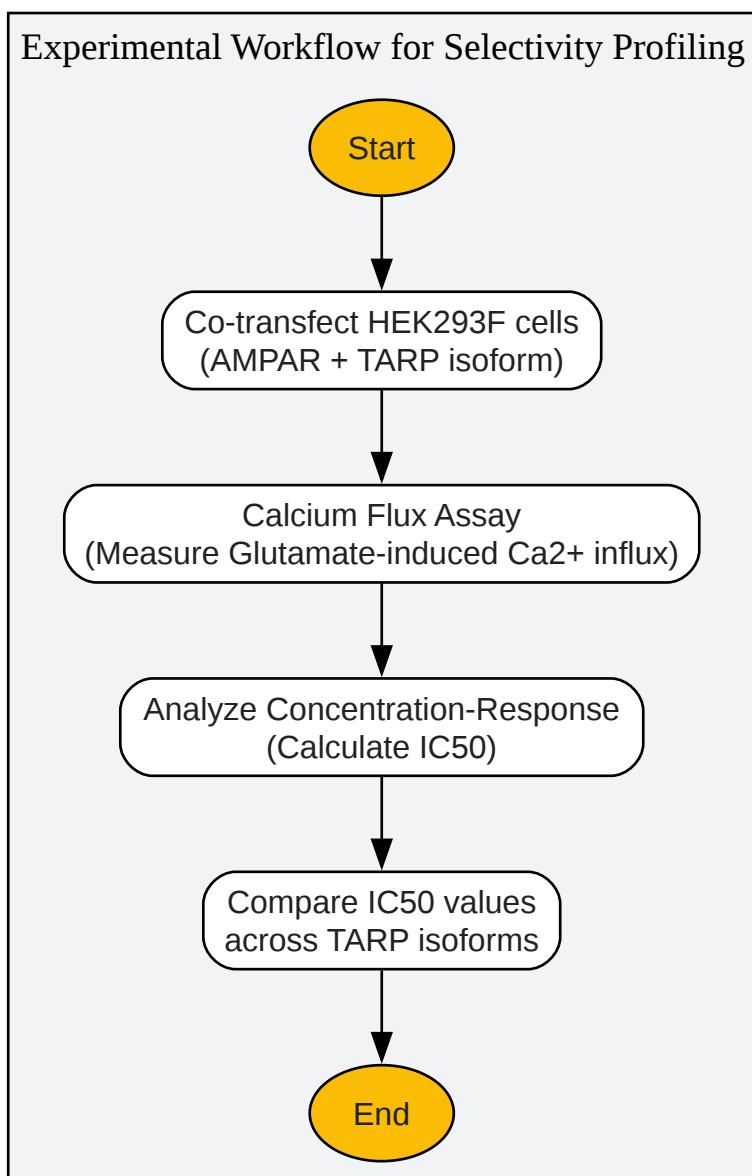 Experimental Workflow for Selectivity Profiling
Start
Co-transfect HEK293F cells
(AMPAR + TARP isoform)
Calcium Flux Assay
(Measure Glutamate-induced Ca2+ influx)
Analyze Concentration-Response
(Calculate IC50)
Compare IC50 values
across TARP isoforms
End